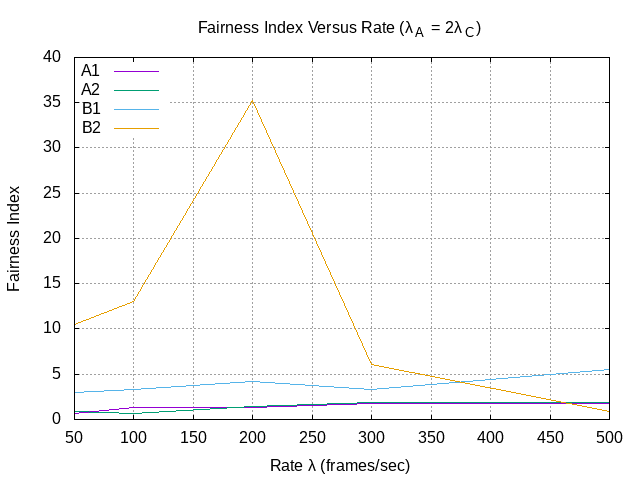 Fairness Index Versus Rate (λA = 2λC)
40
35
30
25
20
15
10
5
0
A1
A2
B1
B2
Fairness Index
50 100 150 200 250 300 350 400 450 500
Rate λ (frames/sec)